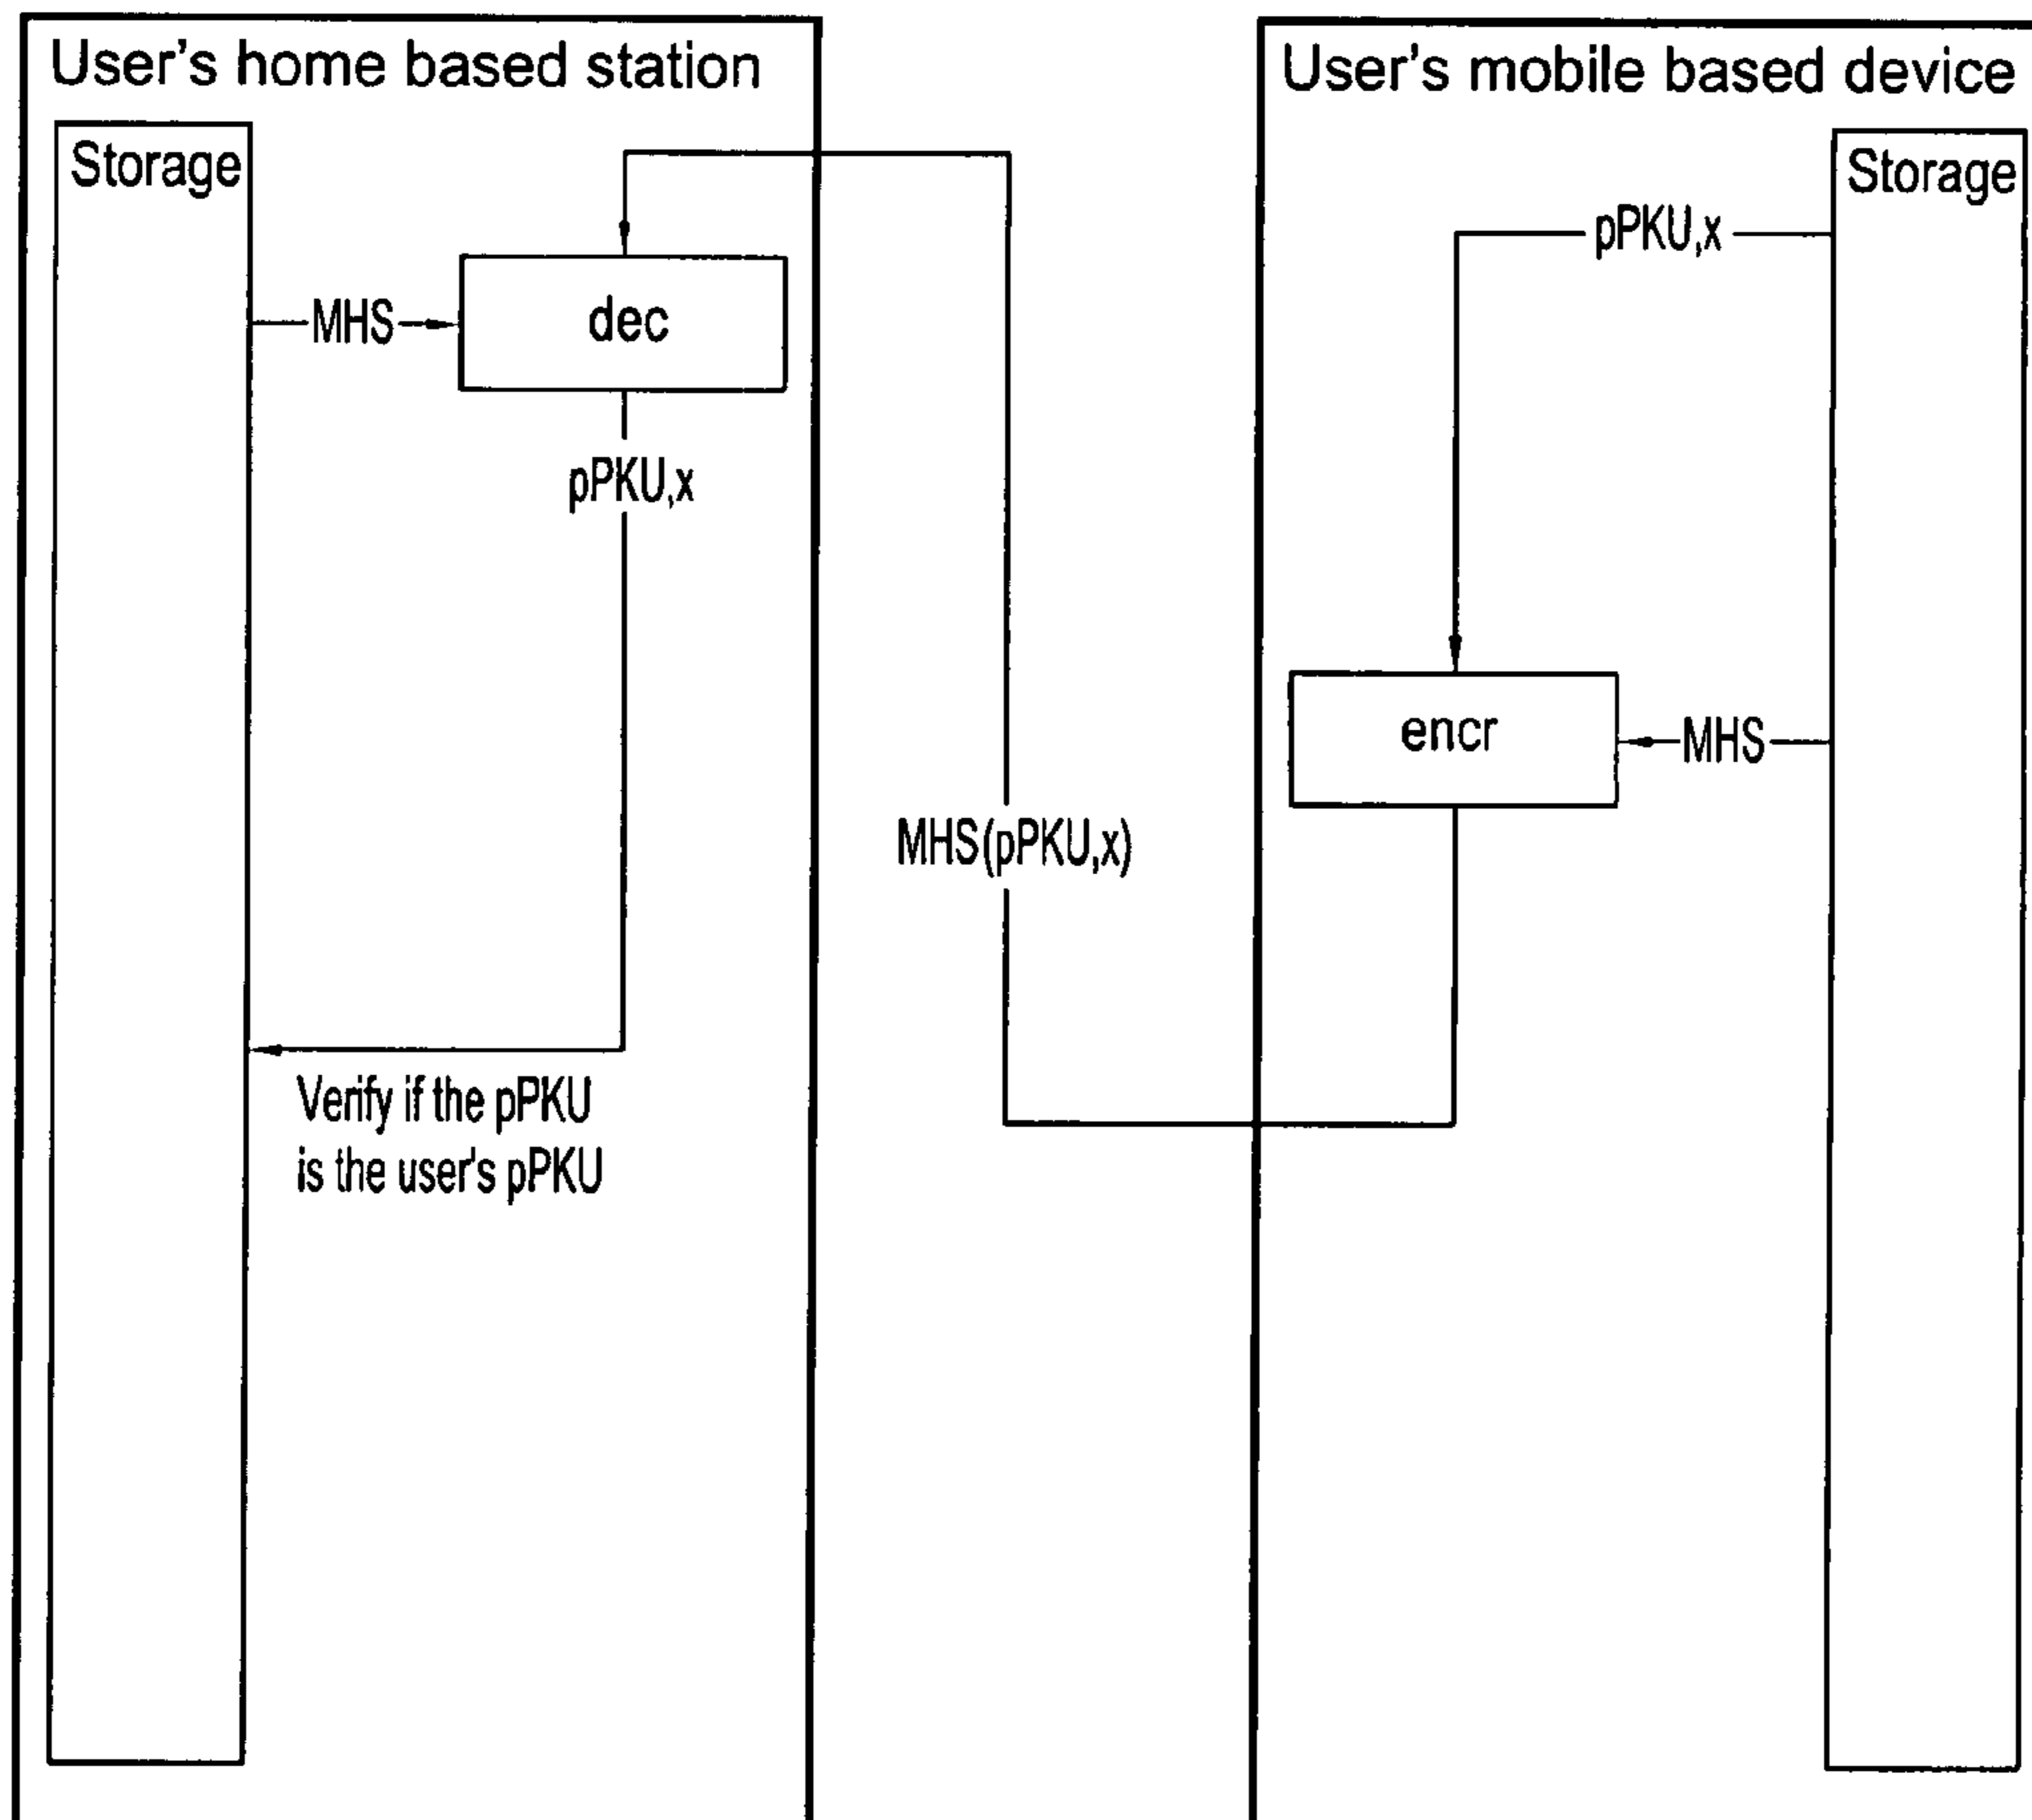 User's home based station
Storage
MHS
dec
pPKU,x
Verify if the pPKU
is the user's pPKU
MHS(pPKU,x)
User's mobile based device
Storage
pPKU,x
encr
MHS